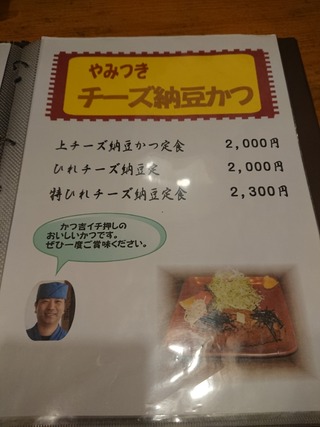 やみつき
チーズ納豆かつ
上チーズ納豆かつ定食 2,000円
ひれチーズ納豆定 2,000円
特ひれチーズ納豆定食 2,300円
かつ吉イチ押しの
おいしいかつです。
ぜひ一度ご賞味ください。